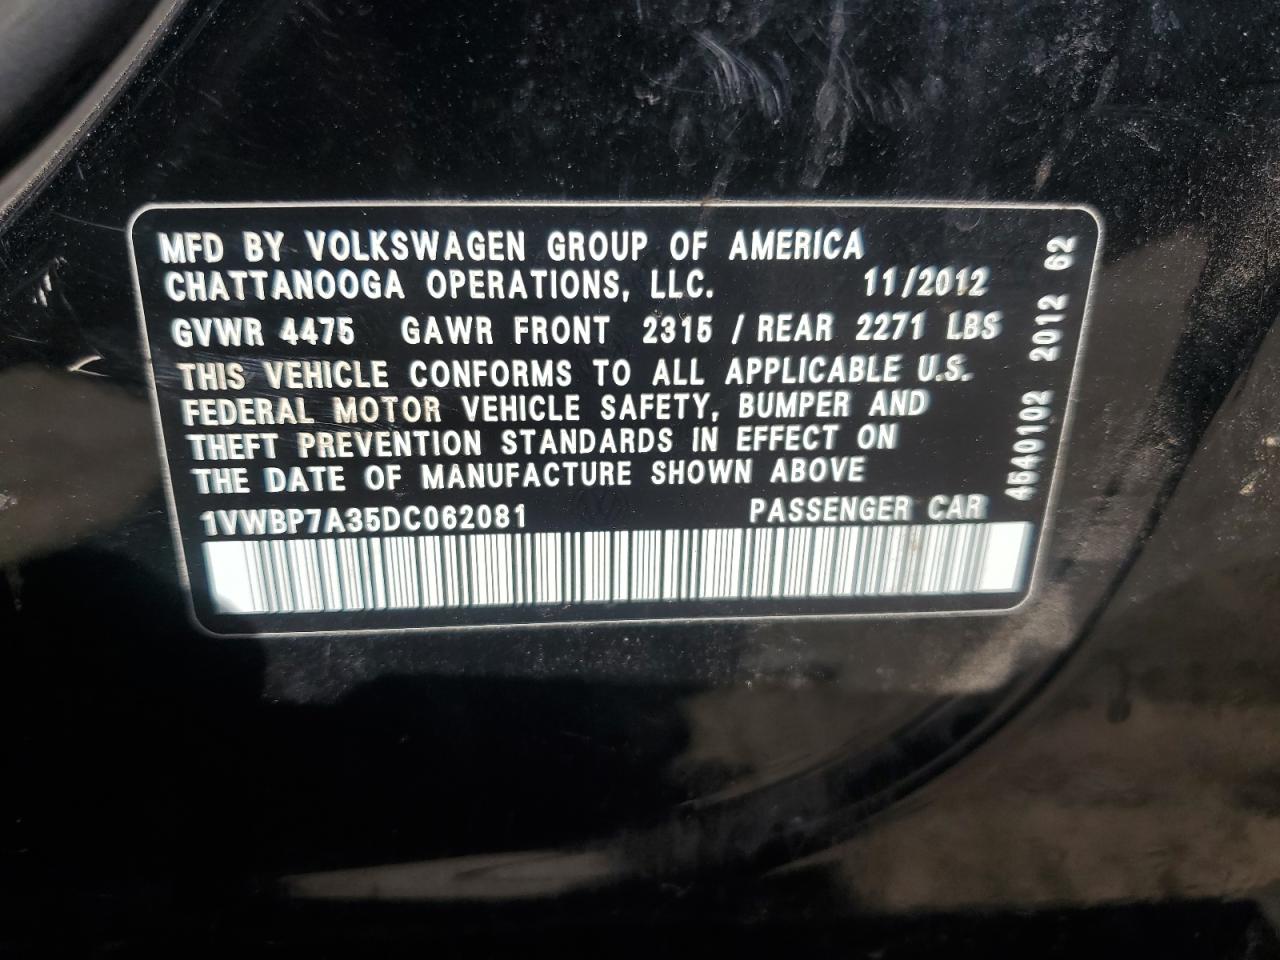 MFD BY VOLKSWAGEN GROUP OF AMERICA
CHATTANOOGA OPERATIONS, LLC. 11/2012
GVWR 4475 GAWR FRONT 2315 / REAR 2271 LBS
THIS VEHICLE CONFORMS TO ALL APPLICABLE U.S.
FEDERAL MOTOR VEHICLE SAFETY, BUMPER AND
THEFT PREVENTION STANDARDS IN EFFECT ON
THE DATE OF MANUFACTURE SHOWN ABOVE
1VWBP7A35DC062081 PASSENGER CAR
4640102 2012 62